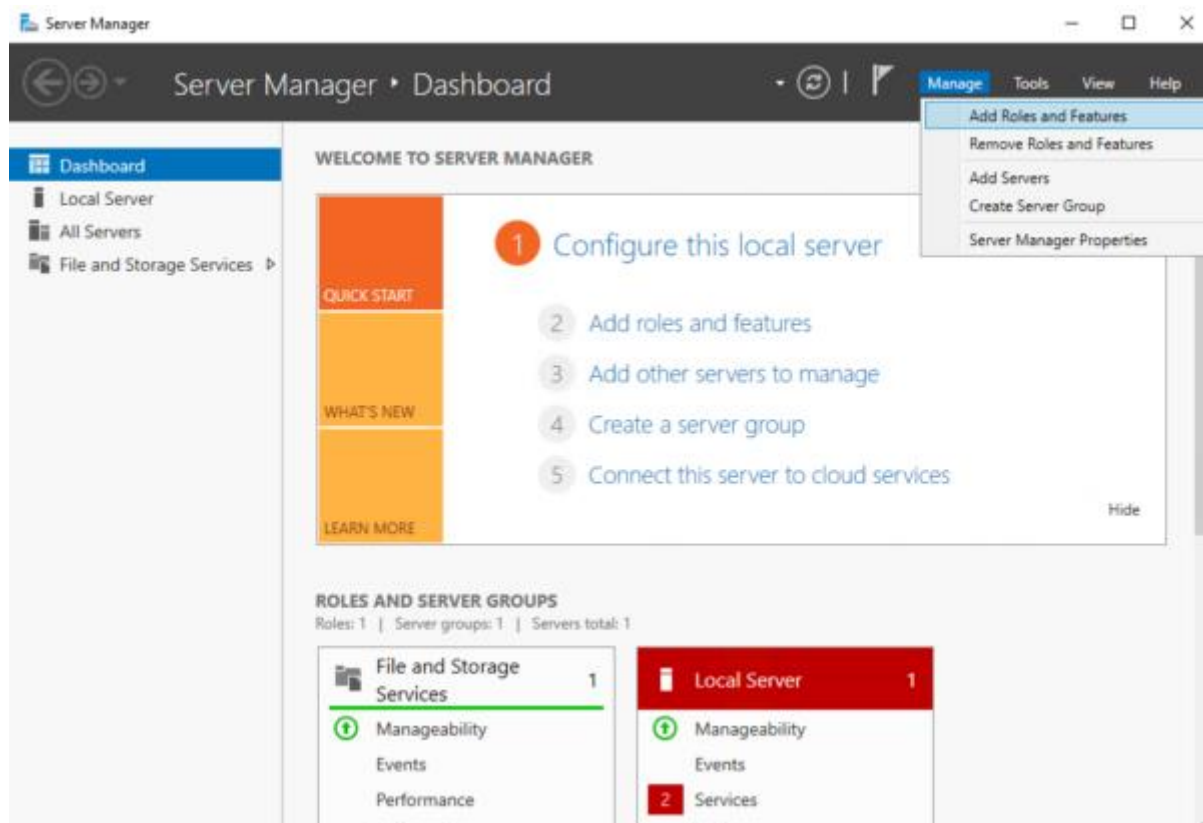 Server Manager
Server Manager • Dashboard
Manage Tools View Help
Add Roles and Features
Remove Roles and Features
Add Servers
Create Server Group
Server Manager Properties
Dashboard
Local Server
All Servers
File and Storage Services
WELCOME TO SERVER MANAGER
QUICK START
WHAT'S NEW
LEARN MORE
1 Configure this local server
2 Add roles and features
3 Add other servers to manage
4 Create a server group
5 Connect this server to cloud services
Hide
ROLES AND SERVER GROUPS
Roles: 1 | Server groups: 1 | Servers total: 1
File and Storage
Services
1
Manageability
Events
Performance
Local Server 1
Manageability
Events
2 Services